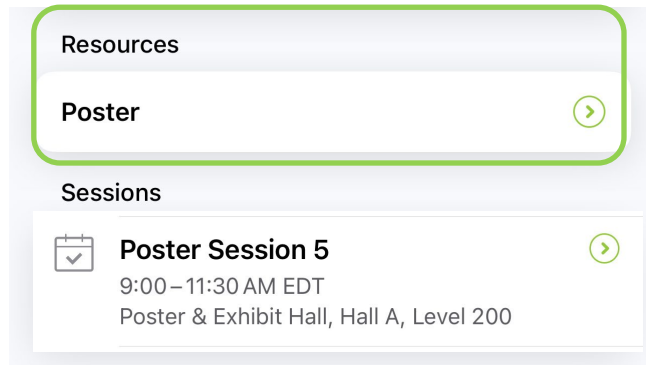 Resources
Poster
Sessions
Poster Session 5
9:00–11:30 AM EDT
Poster & Exhibit Hall, Hall A, Level 200